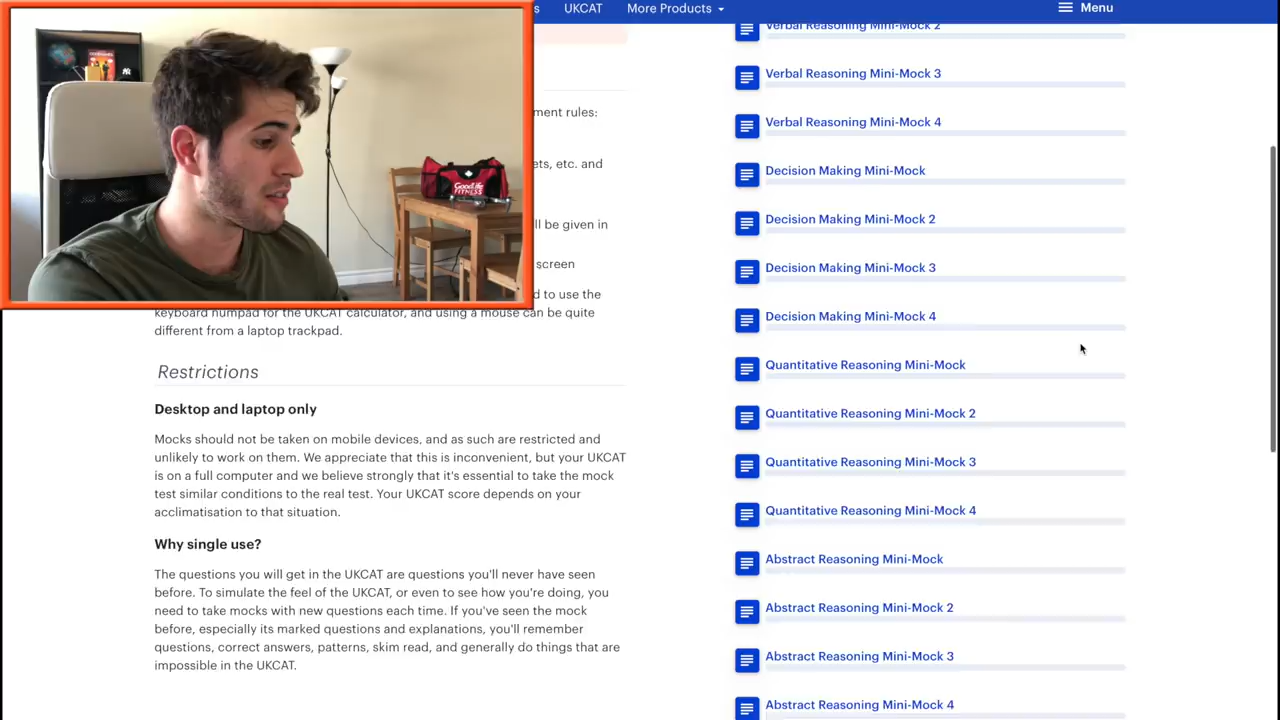 s
UKCAT
More Products
Menu
ment rules:
ets, etc. and
ll be given in
screen
d to use the
keyboard numpad for the UKCAT calculator, and using a mouse can be quite
different from a laptop trackpad.
Restrictions
Desktop and laptop only
Mocks should not be taken on mobile devices, and as such are restricted and
unlikely to work on them. We appreciate that this is inconvenient, but your UKCAT
is on a full computer and we believe strongly that it's essential to take the mock
test similar conditions to the real test. Your UKCAT score depends on your
acclimatisation to that situation.
Why single use?
The questions you will get in the UKCAT are questions you'll never have seen
before. To simulate the feel of the UKCAT, or even to see how you're doing, you
need to take mocks with new questions each time. If you've seen the mock
before, especially its marked questions and explanations, you'll remember
questions, correct answers, patterns, skim read, and generally do things that are
impossible in the UKCAT.
Verbal Reasoning Mini-Mock 2
Verbal Reasoning Mini-Mock 3
Verbal Reasoning Mini-Mock 4
Decision Making Mini-Mock
Decision Making Mini-Mock 2
Decision Making Mini-Mock 3
Decision Making Mini-Mock 4
Quantitative Reasoning Mini-Mock
Quantitative Reasoning Mini-Mock 2
Quantitative Reasoning Mini-Mock 3
Quantitative Reasoning Mini-Mock 4
Abstract Reasoning Mini-Mock
Abstract Reasoning Mini-Mock 2
Abstract Reasoning Mini-Mock 3
Abstract Reasoning Mini-Mock 4
GoodLife
FITNESS